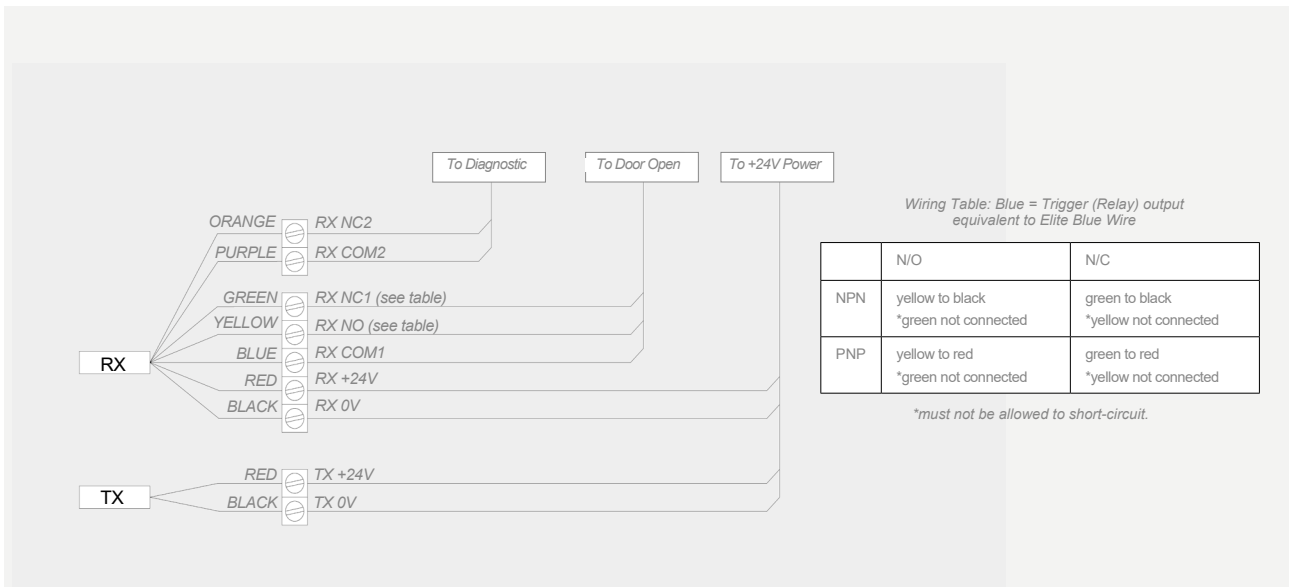 To Diagnostic
To Door Open
To +24V Power
ORANGE RX NC2
PURPLE RX COM2
GREEN RX NC1 (see table)
YELLOW RX NO (see table)
BLUE RX COM1
RED RX +24V
BLACK RX 0V
RX
RED TX +24V
BLACK TX 0V
TX
Wiring Table: Blue = Trigger (Relay) output
equivalent to Elite Blue Wire
N/O N/C
NPN yellow to black green to black
*green not connected *yellow not connected
PNP yellow to red green to red
*green not connected *yellow not connected
*must not be allowed to short-circuit.